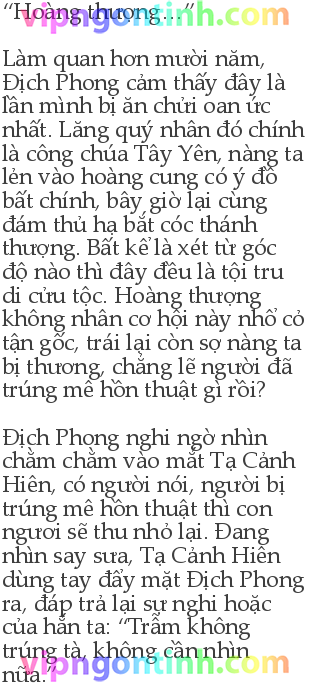 vipngontinh.com
“Hoàng thượng…”
Làm quan hơn mười năm,
Địch Phong cảm thấy đây là
lần mình bị ăn chửi oan ức
nhất. Lăng quý nhân đó chính
là công chúa Tây Yên, nàng ta
lẻn vào hoàng cung có ý đồ
bất chính, bây giờ lại cùng
đám thủ hạ bắt cóc thánh
thượng. Bất kể là xét từ góc
độ nào thì đây đều là tội tru
di cửu tộc. Hoàng thượng
không nhân cơ hội này nhổ cỏ
tận gốc, trái lại còn sợ nàng ta
bị thương, chẳng lẽ người đã
trúng mê hồn thuật gì rồi?
Địch Phong nghi ngờ nhìn
chằm chằm vào mắt Tạ Cảnh
Hiên, có người nói, người bị
trúng mê hồn thuật thì con
ngươi sẽ thu nhỏ lại. Đang
nhìn say sưa, Tạ Cảnh Hiên
dùng tay đẩy mặt Địch Phong
ra, đáp trả lại sự nghi hoặc
của hắn ta: “Trẫm không
trúng tà, không cần nhìn
nữa.”
vipngontinh.com